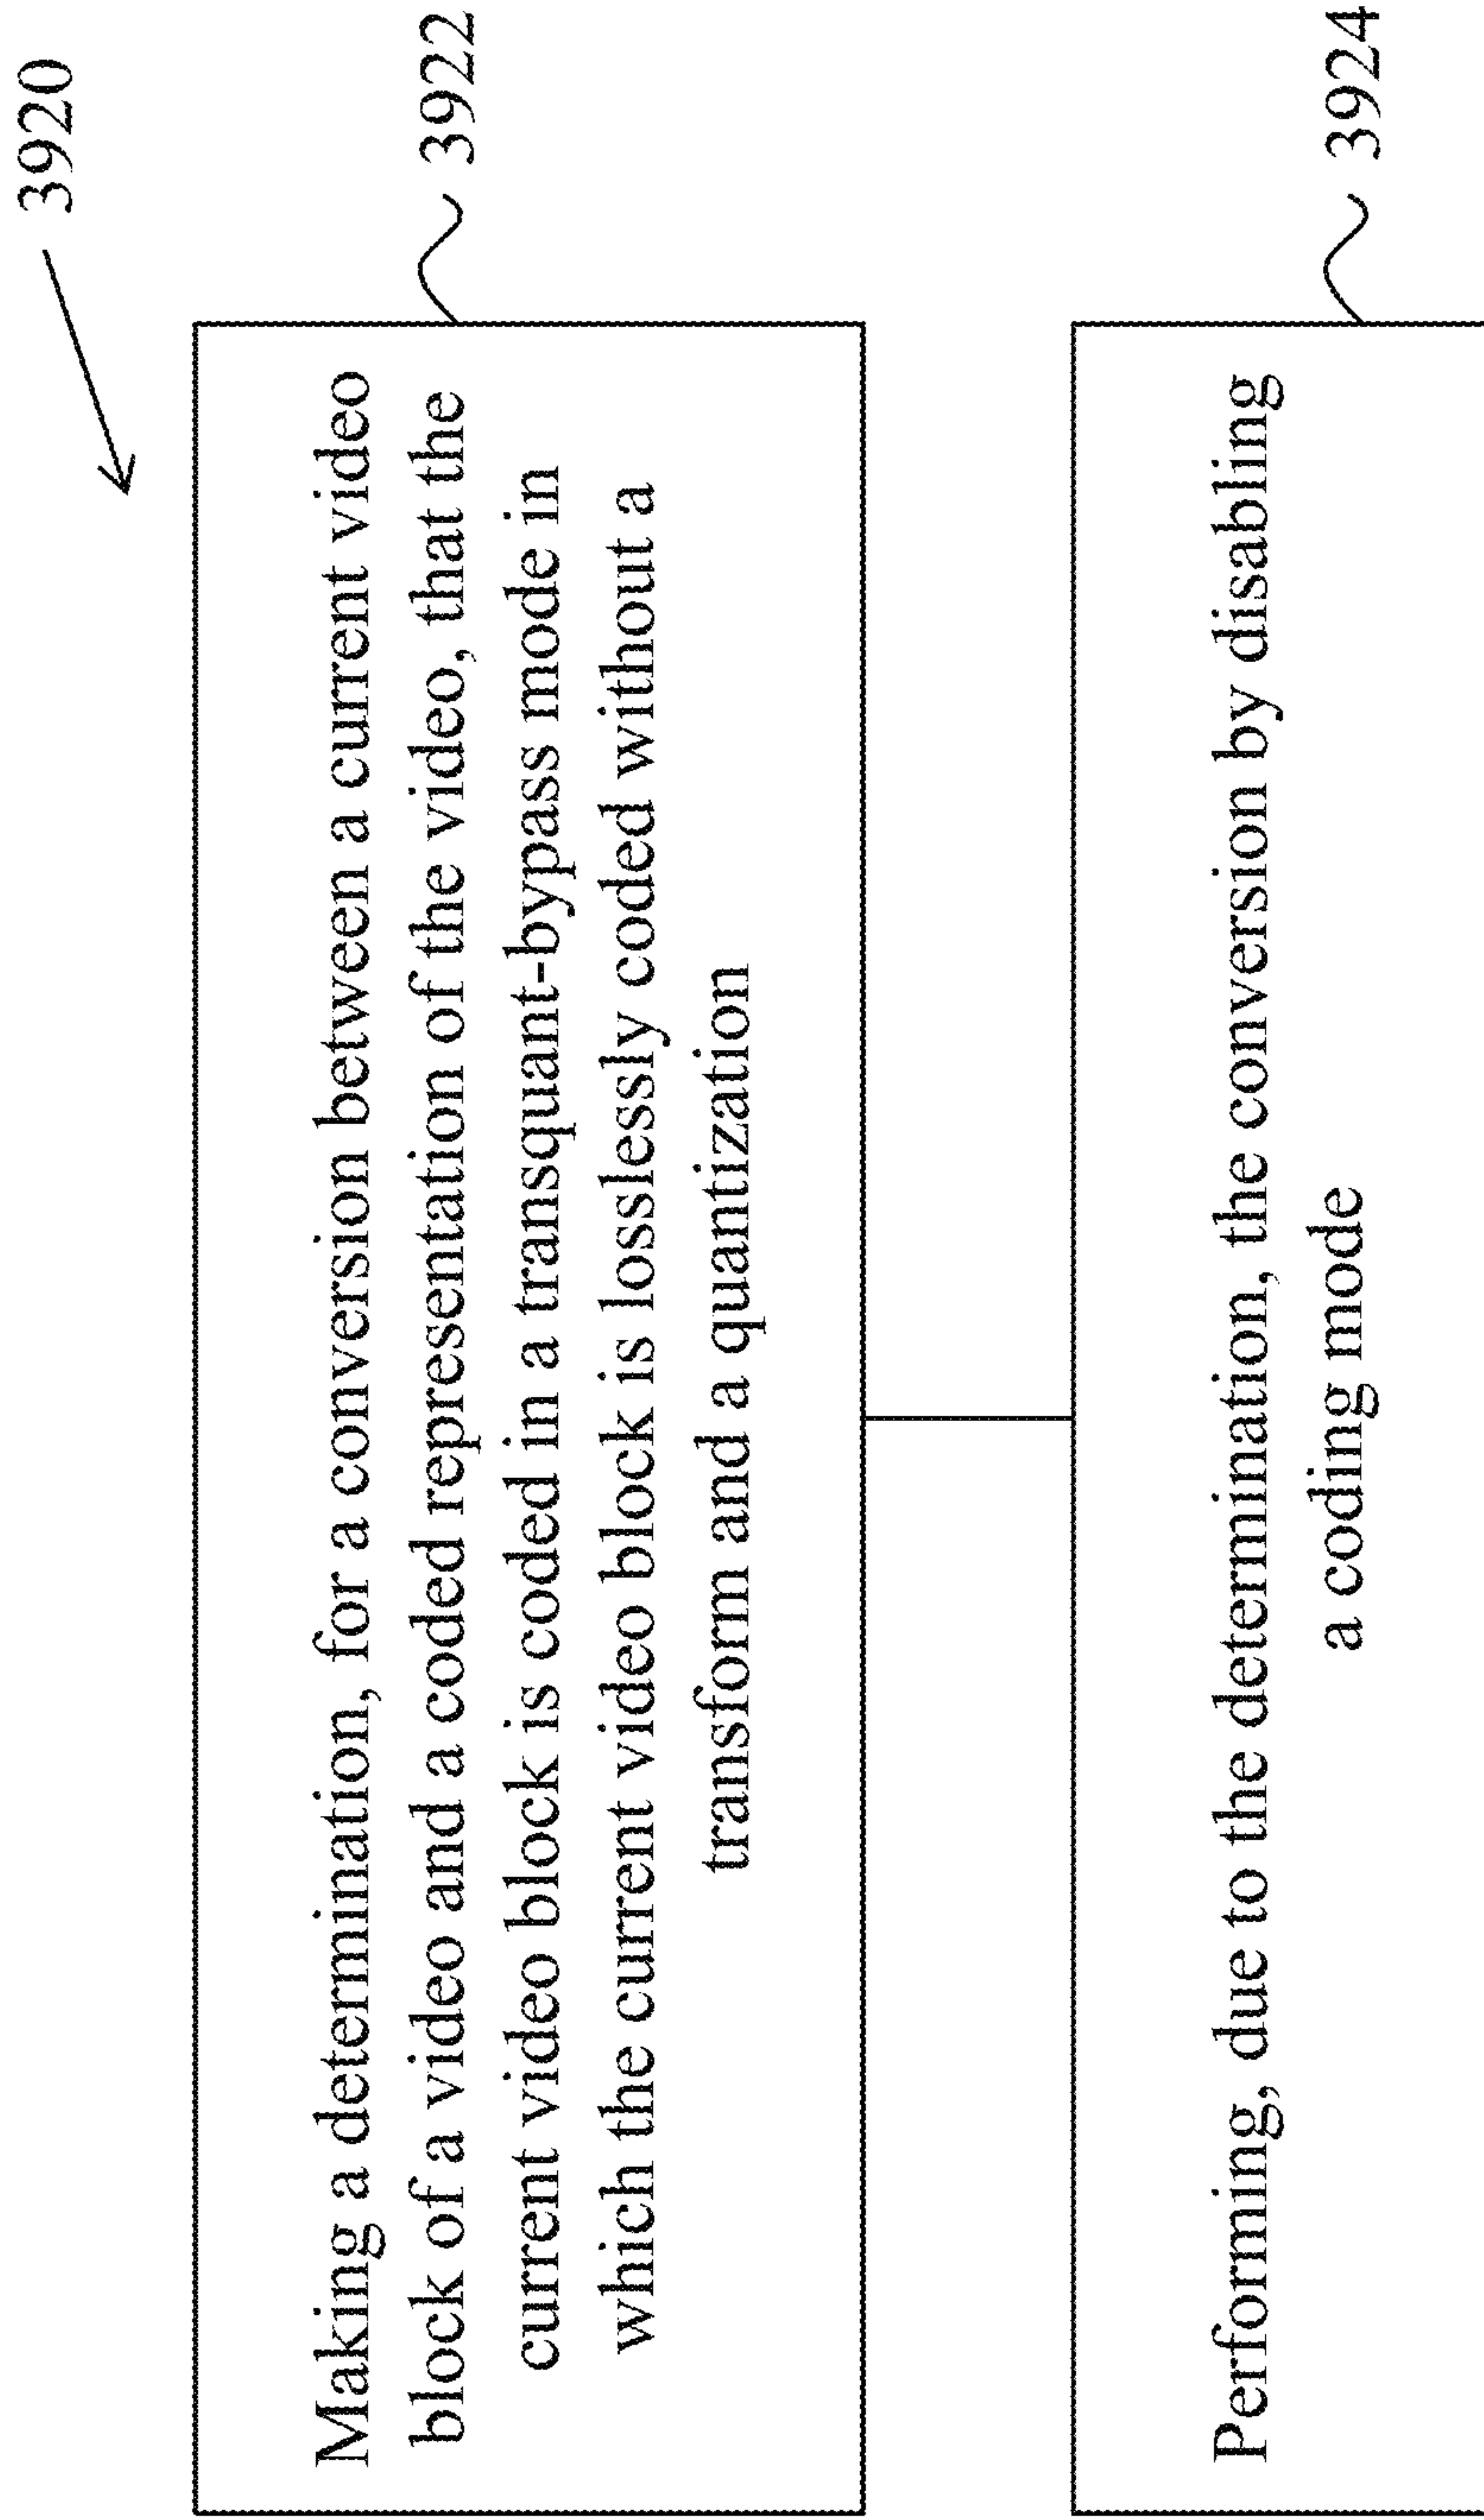 3920
Making a determination, for a conversion between a current video
block of a video and a coded representation of the video, that the
current video block is coded in a transquant-bypass mode in
which the current video block is losslessly coded without a
transform and a quantization
3922
Performing, due to the determination, the conversion by disabling
a coding mode
3924